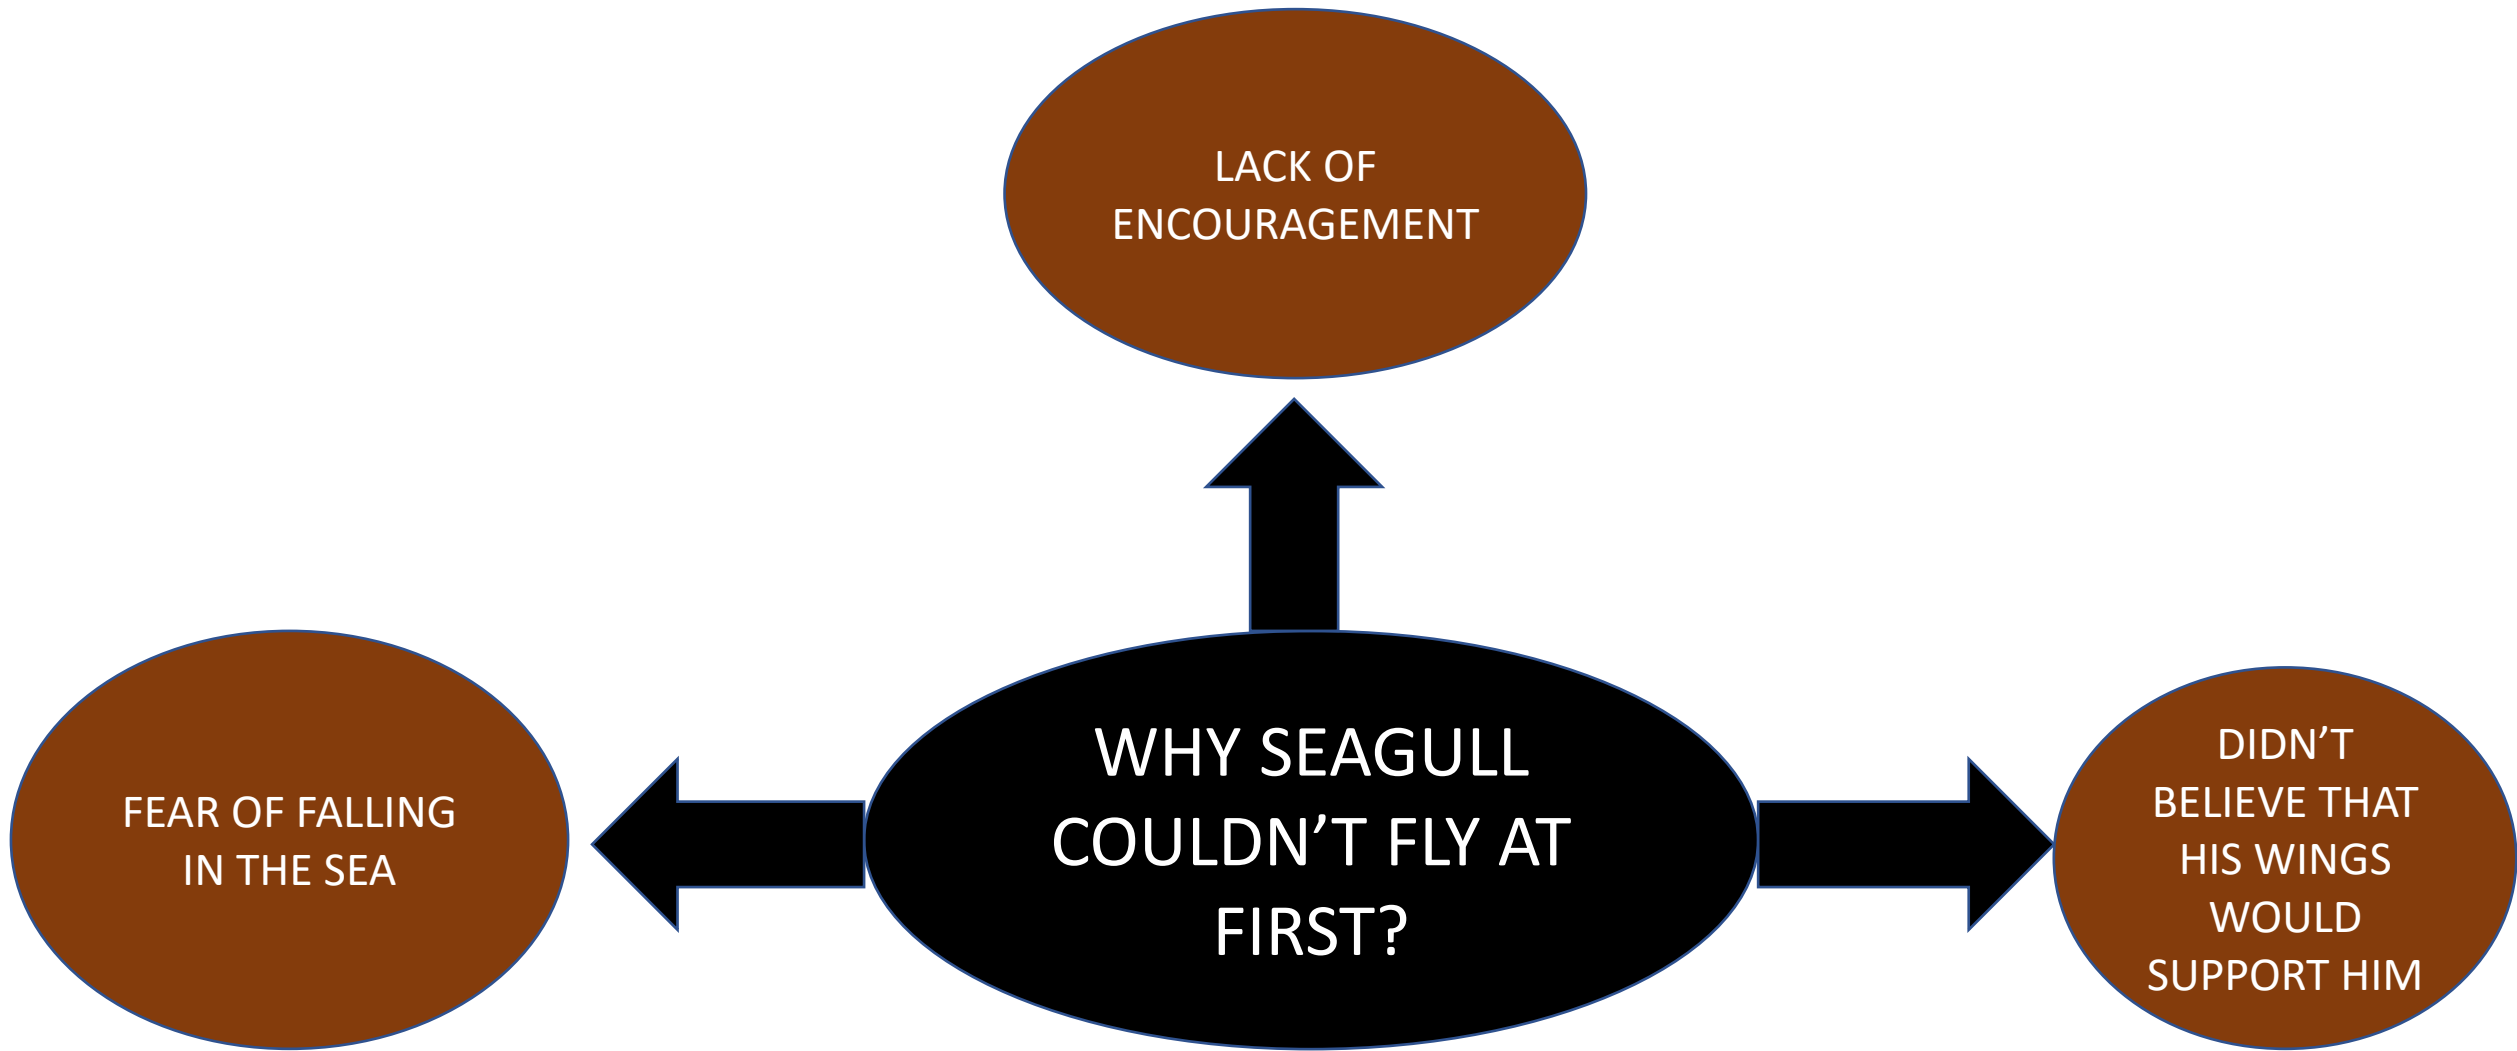 LACK OF
ENCOURAGEMENT
FEAR OF FALLING
IN THE SEA
WHY SEAGULL
COULDN'T FLY AT
FIRST?
DIDN’T
BELIEVE THAT
HIS WINGS
WOULD
SUPPORT HIM